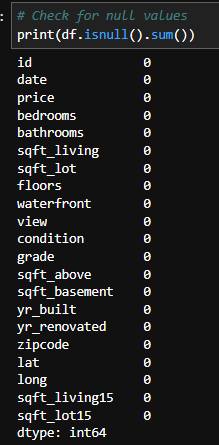 :
# Check for null values
print(df.isnull().sum())
id 0
date 0
price 0
bedrooms 0
bathrooms 0
sqft_living 0
sqft_lot 0
floors 0
waterfront 0
view 0
condition 0
grade 0
sqft_above 0
sqft_basement 0
yr_built 0
yr_renovated 0
zipcode 0
lat 0
long 0
sqft_living15 0
sqft_lot15 0
dtype: int64